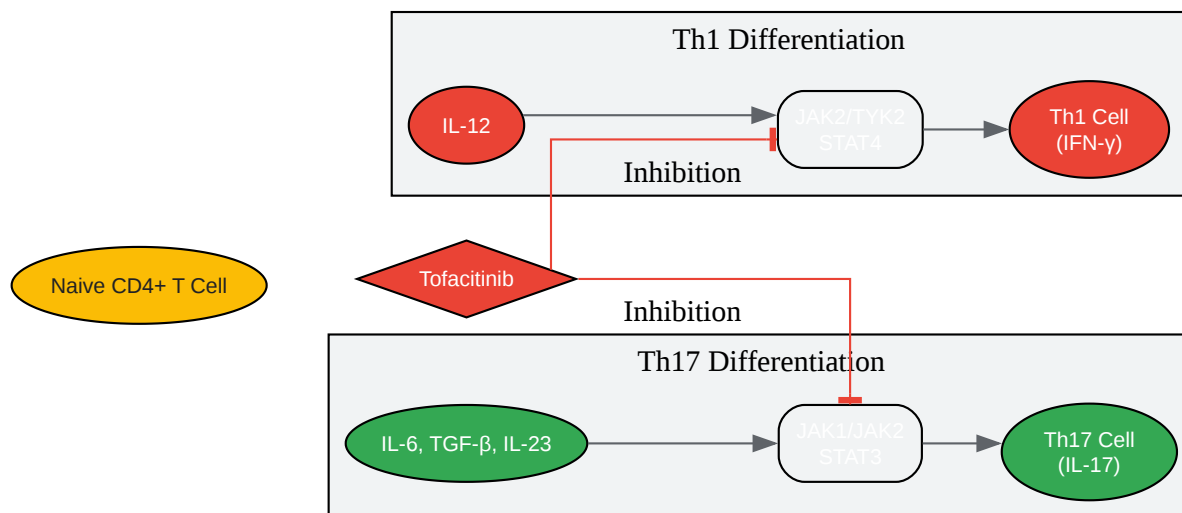 Th1 Differentiation
IL-12
JAK2/TYK2
STAT4
Th1 Cell
(IFN-γ)
Inhibition
Naive CD4+ T Cell
Tofacitinib
Inhibition
Th17 Differentiation
IL-6, TGF-β, IL-23
JAK1/JAK2
STAT3
Th17 Cell
(IL-17)